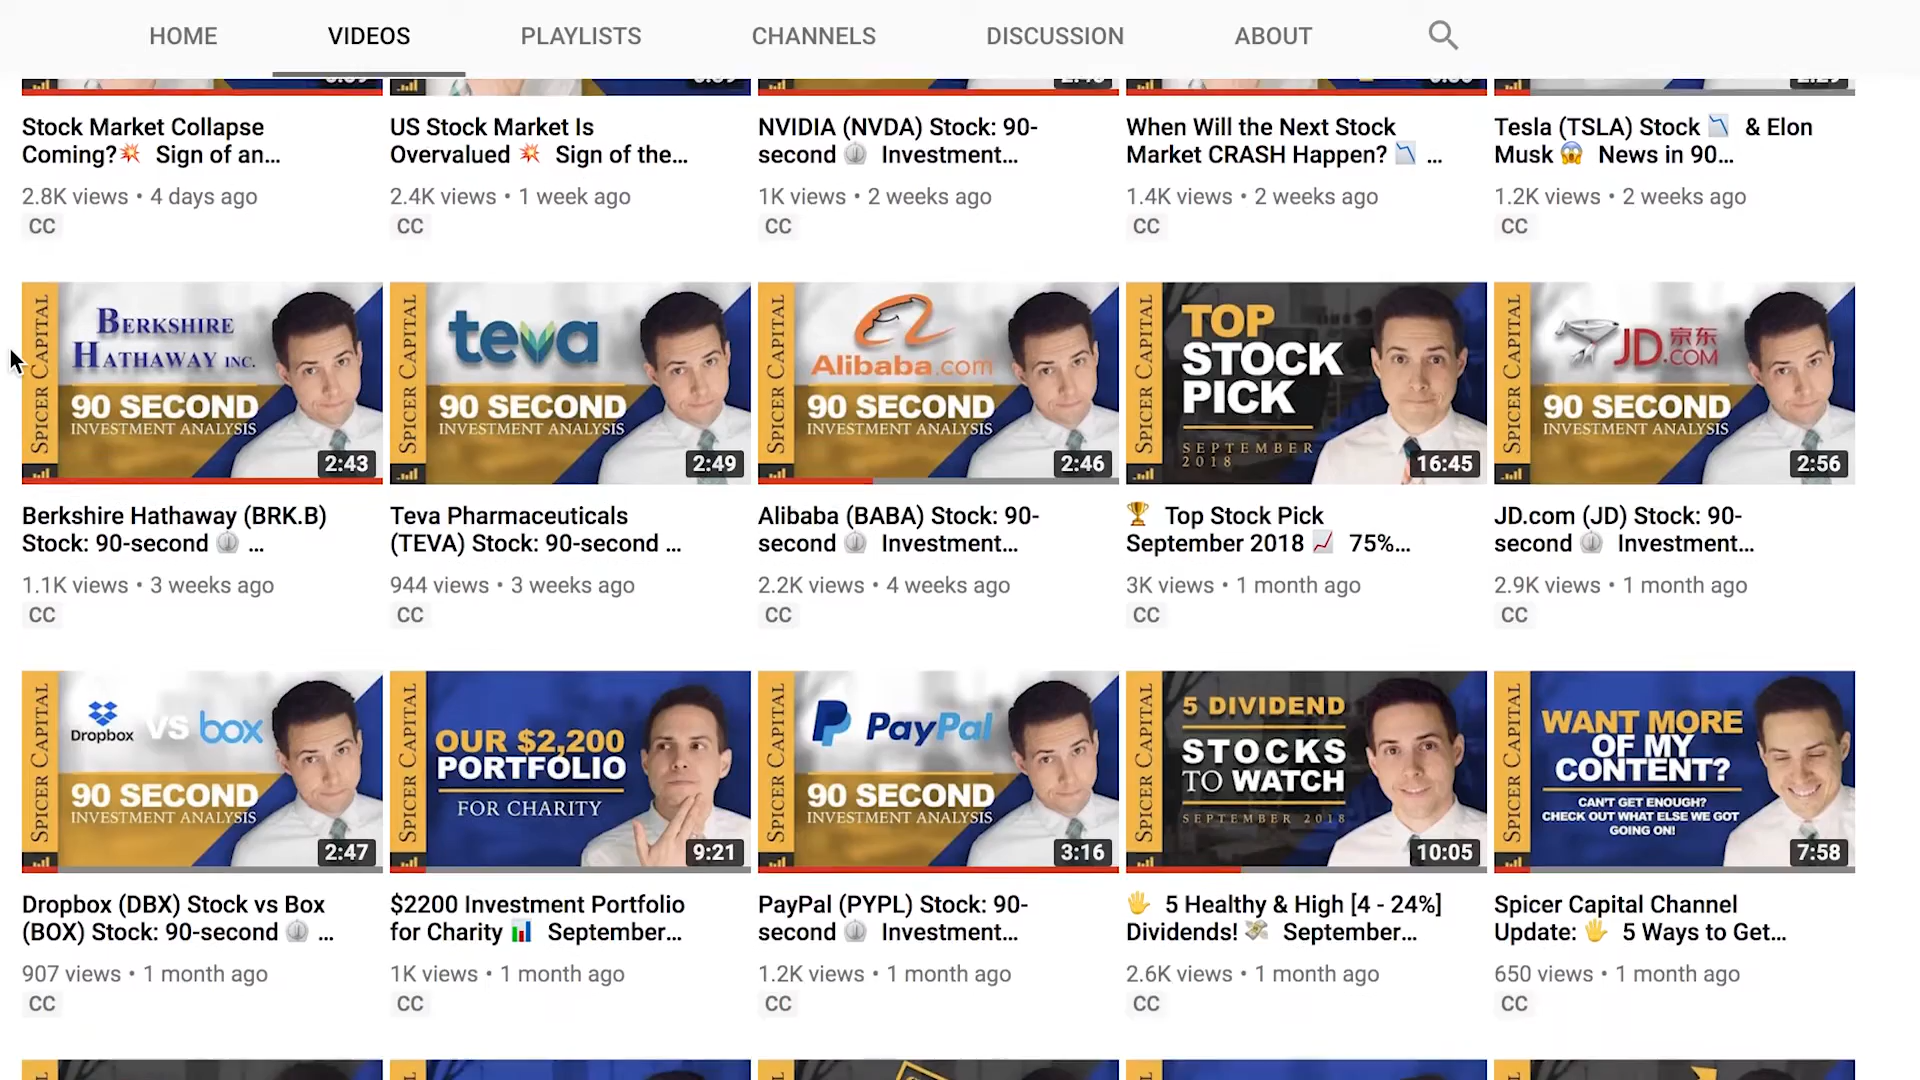 HOME VIDEOS PLAYLISTS CHANNELS DISCUSSION ABOUT
Stock Market Collapse
Coming?💥 Sign of an...
2.8K views • 4 days ago
CC
US Stock Market Is
Overvalued 💥 Sign of the...
2.4K views • 1 week ago
CC
NVIDIA (NVDA) Stock: 90-
second Investment...
1K views • 2 weeks ago
CC
When Will the Next Stock
Market CRASH Happen? 📉 ...
1.4K views • 2 weeks ago
CC
Tesla (TSLA) Stock 📉 & Elon
Musk 😱 News in 90...
1.2K views • 2 weeks ago
CC
SPICER CAPITAL
BERKSHIRE
HATHAWAY INC.
90 SECOND
INVESTMENT ANALYSIS
2:43
Berkshire Hathaway (BRK.B)
Stock: 90-second ...
1.1K views • 3 weeks ago
CC
SPICER CAPITAL
teva
90 SECOND
INVESTMENT ANALYSIS
2:49
Teva Pharmaceuticals
(TEVA) Stock: 90-second ...
944 views • 3 weeks ago
CC
SPICER CAPITAL
Alibaba.com
90 SECOND
INVESTMENT ANALYSIS
2:46
Alibaba (BABA) Stock: 90-
second Investment...
2.2K views • 4 weeks ago
CC
SPICER CAPITAL
TOP
STOCK
PICK
SEPTEMBER
2018
16:45
🏆 Top Stock Pick
September 2018 📈 75%...
3K views • 1 month ago
CC
SPICER CAPITAL
JD.京东
.COM
90 SECOND
INVESTMENT ANALYSIS
2:56
JD.com (JD) Stock: 90-
second Investment...
2.9K views • 1 month ago
CC
SPICER CAPITAL
Dropbox VS box
90 SECOND
INVESTMENT ANALYSIS
2:47
Dropbox (DBX) Stock vs Box
(BOX) Stock: 90-second ...
907 views • 1 month ago
CC
SPICER CAPITAL
OUR $2,200
PORTFOLIO
FOR CHARITY
9:21
$2200 Investment Portfolio
for Charity 📊 September...
1K views • 1 month ago
CC
SPICER CAPITAL
PayPal
90 SECOND
INVESTMENT ANALYSIS
3:16
PayPal (PYPL) Stock: 90-
second Investment...
1.2K views • 1 month ago
CC
SPICER CAPITAL
5 DIVIDEND
STOCKS
TO WATCH
SEPTEMBER 2018
10:05
🖐 5 Healthy & High [4 - 24%]
Dividends! 💸 September...
2.6K views • 1 month ago
CC
SPICER CAPITAL
WANT MORE
OF MY
CONTENT?
CAN'T GET ENOUGH?
CHECK OUT WHAT ELSE WE GOT
GOING ON!
7:58
Spicer Capital Channel
Update: 🖐 5 Ways to Get...
650 views • 1 month ago
CC